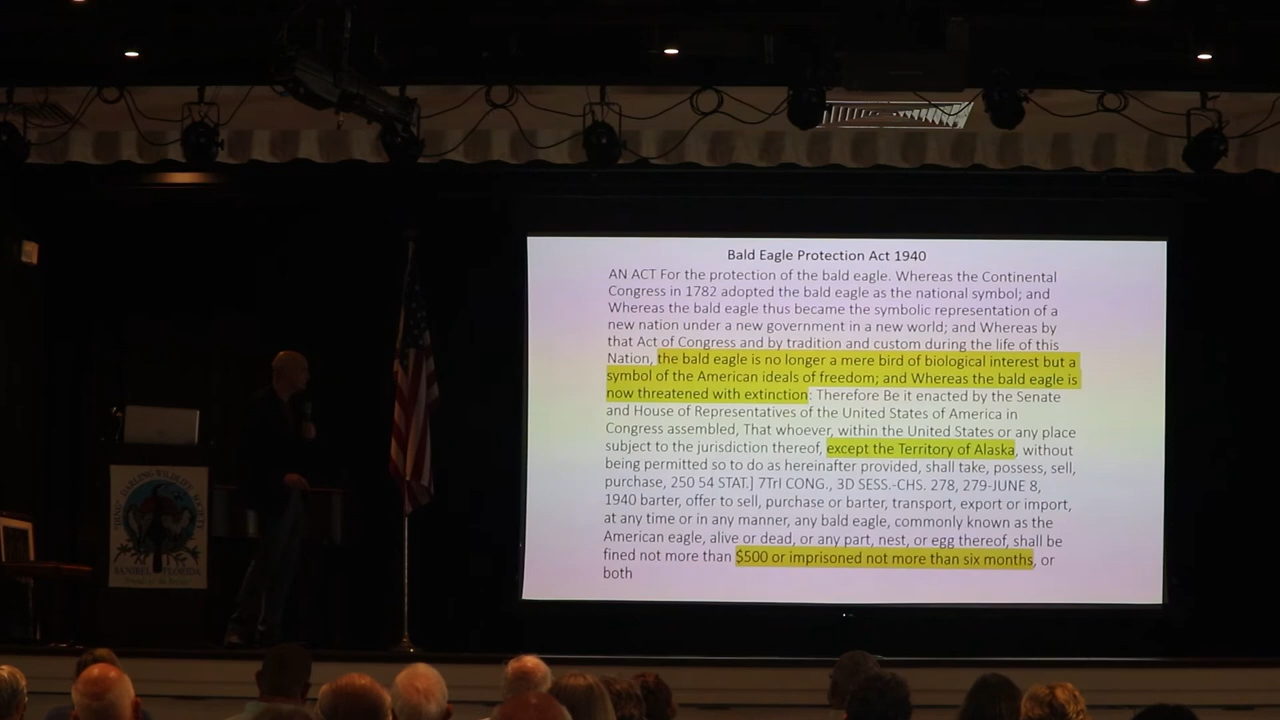 Bald Eagle Protection Act 1940
AN ACT For the protection of the bald eagle. Whereas the Continental
Congress in 1782 adopted the bald eagle as the national symbol; and
Whereas the bald eagle thus became the symbolic representation of a
new nation under a new government in a new world; and Whereas by
that Act of Congress and by tradition and custom during the life of this
Nation, the bald eagle is no longer a mere bird of biological interest but a
symbol of the American ideals of freedom; and Whereas the bald eagle is
now threatened with extinction: Therefore Be it enacted by the Senate
and House of Representatives of the United States of America in
Congress assembled, That whoever, within the United States or any place
subject to the jurisdiction thereof, except the Territory of Alaska, without
being permitted so to do as hereinafter provided, shall take, possess, sell,
purchase, 250 54 STAT.] 7TrI CONG., 3D SESS.-CHS. 278, 279-JUNE 8,
1940 barter, offer to sell, purchase or barter, transport, export or import,
at any time or in any manner, any bald eagle, commonly known as the
American eagle, alive or dead, or any part, nest, or egg thereof, shall be
fined not more than $500 or imprisoned not more than six months, or
both
"DING" DARLING WILDLIFE SOCIETY
SANIBEL, FLORIDA